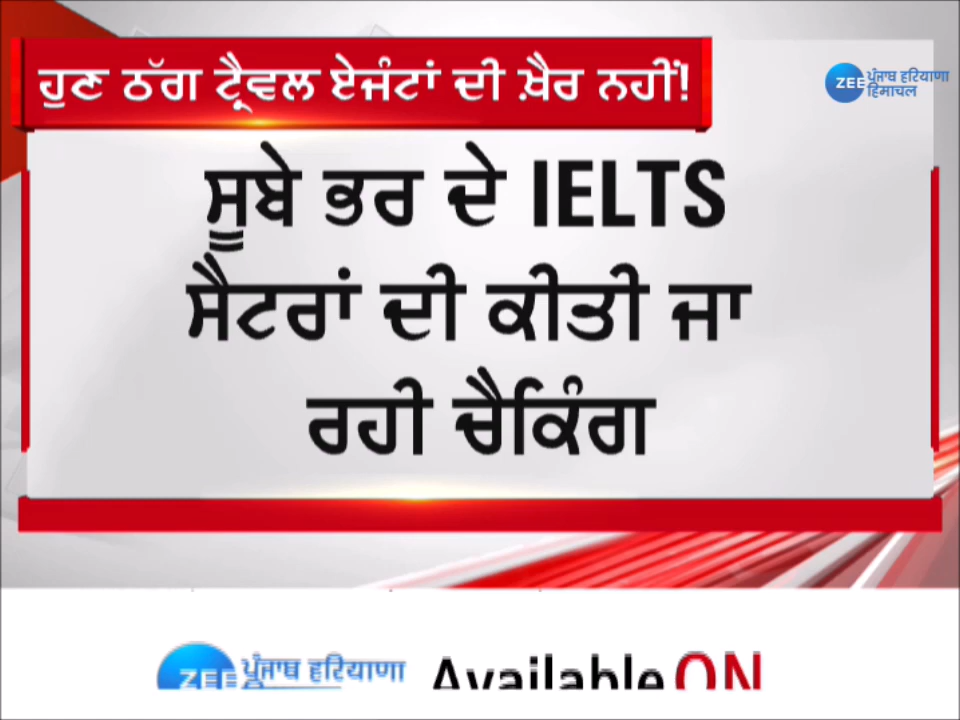 ਹੁਣ ਠੱਗ ਟ੍ਰੈਵਲ ਏਜੰਟਾਂ ਦੀ ਖ਼ੈਰ ਨਹੀਂ!
ZEE ਪੰਜਾਬ ਹਰਿਆਣਾ
ਹਿਮਾਚਲ
ਸੂਬੇ ਭਰ ਦੇ IELTS
ਸੈਟਰਾਂ ਦੀ ਕੀਤੀ ਜਾ
ਰਹੀ ਚੈਕਿੰਗ
ZEE ਪੰਜਾਬ ਹਰਿਆਣਾ Available ON